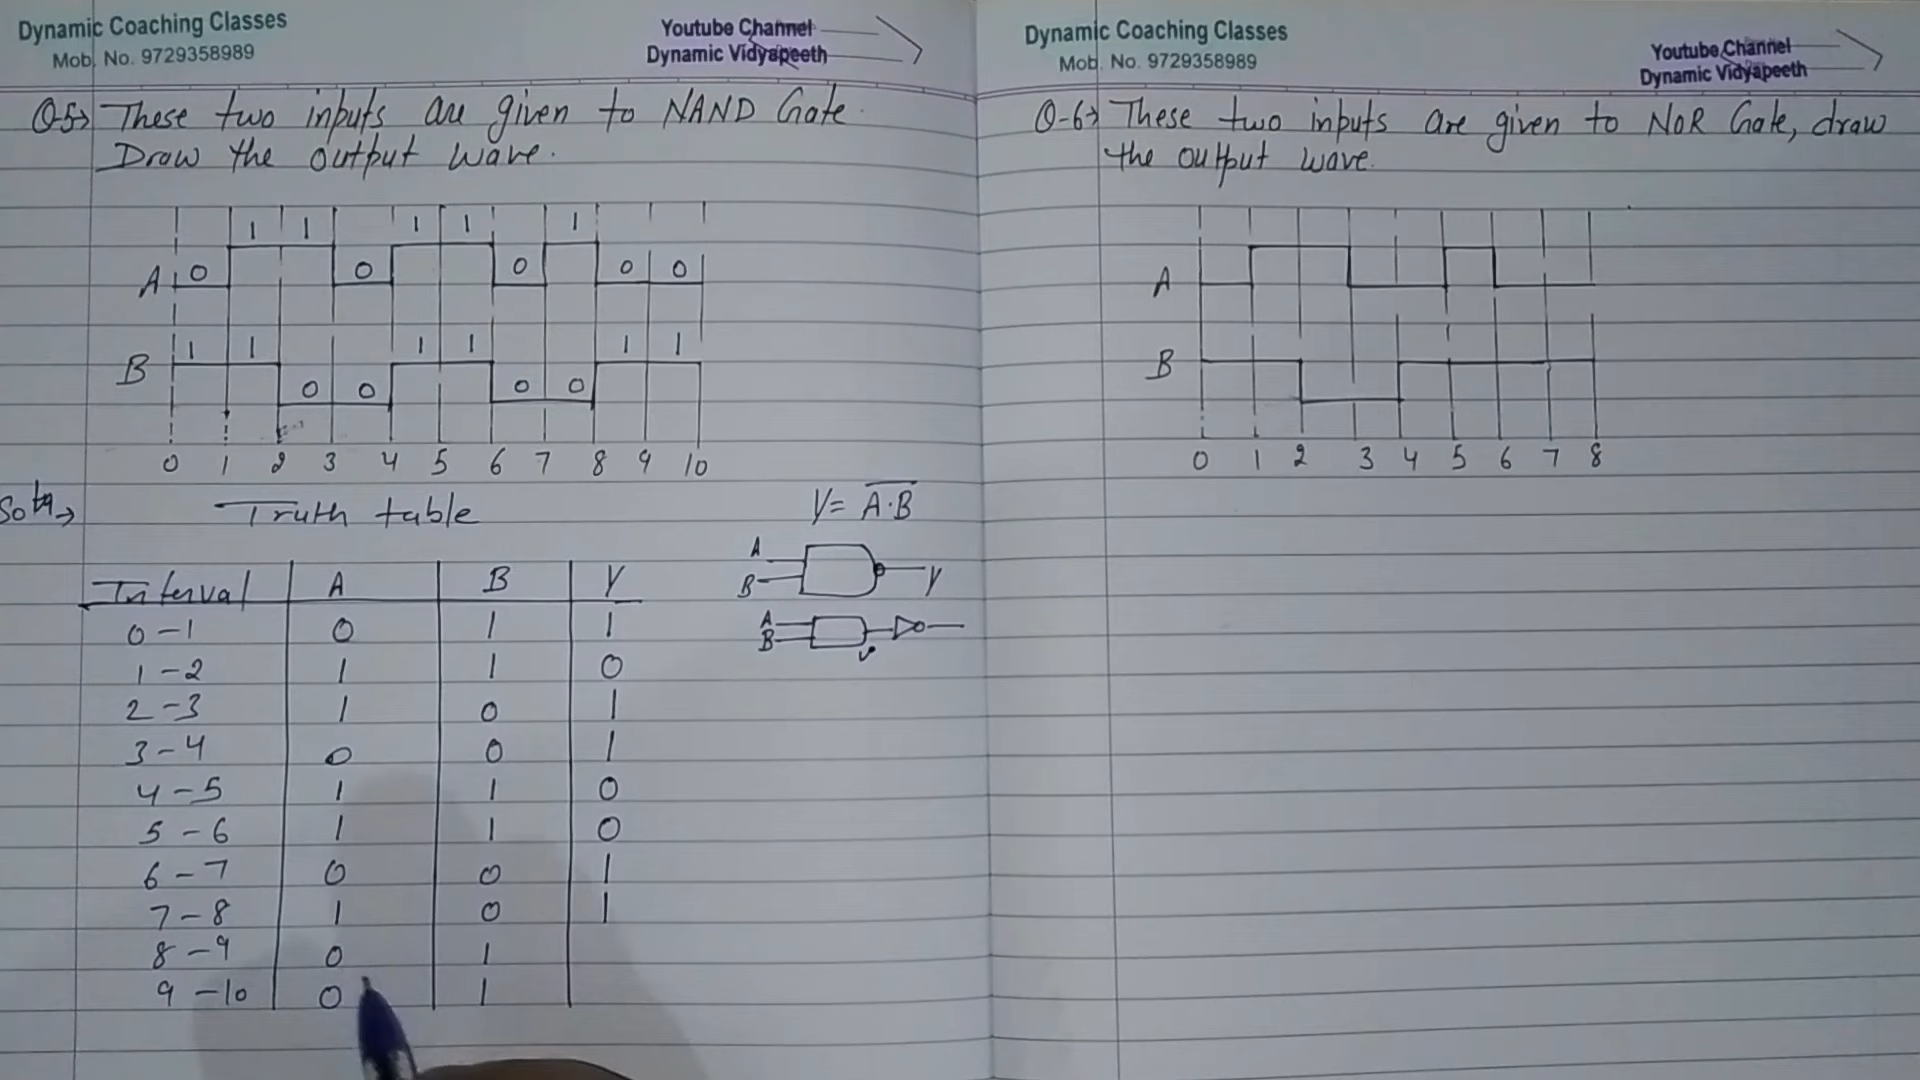 Dynamic Coaching Classes
Mob. No. 9729358989
Youtube Channel
Dynamic Vidyapeeth
Q-5→ These two inputs are given to NAND Gate.
Draw the output wave.
1 1 1 1 1
A 0 0 0 0 0
1 1 1 1 1 1
B 0 0 0 0
0 1 2 3 4 5 6 7 8 9 10
Soln→ Truth table
Y = A·B
A
B Y
A
B
Interval A B Y
0-1 0 1 1
1-2 1 1 0
2-3 1 0 1
3-4 0 0 1
4-5 1 1 0
5-6 1 1 0
6-7 0 0 1
7-8 1 0 1
8-9 0 1
9-10 0 1
Dynamic Coaching Classes
Mob. No. 9729358989
Youtube Channel
Dynamic Vidyapeeth
Q-6→ These two inputs are given to NOR Gate, draw
the output wave.
A
B
0 1 2 3 4 5 6 7 8